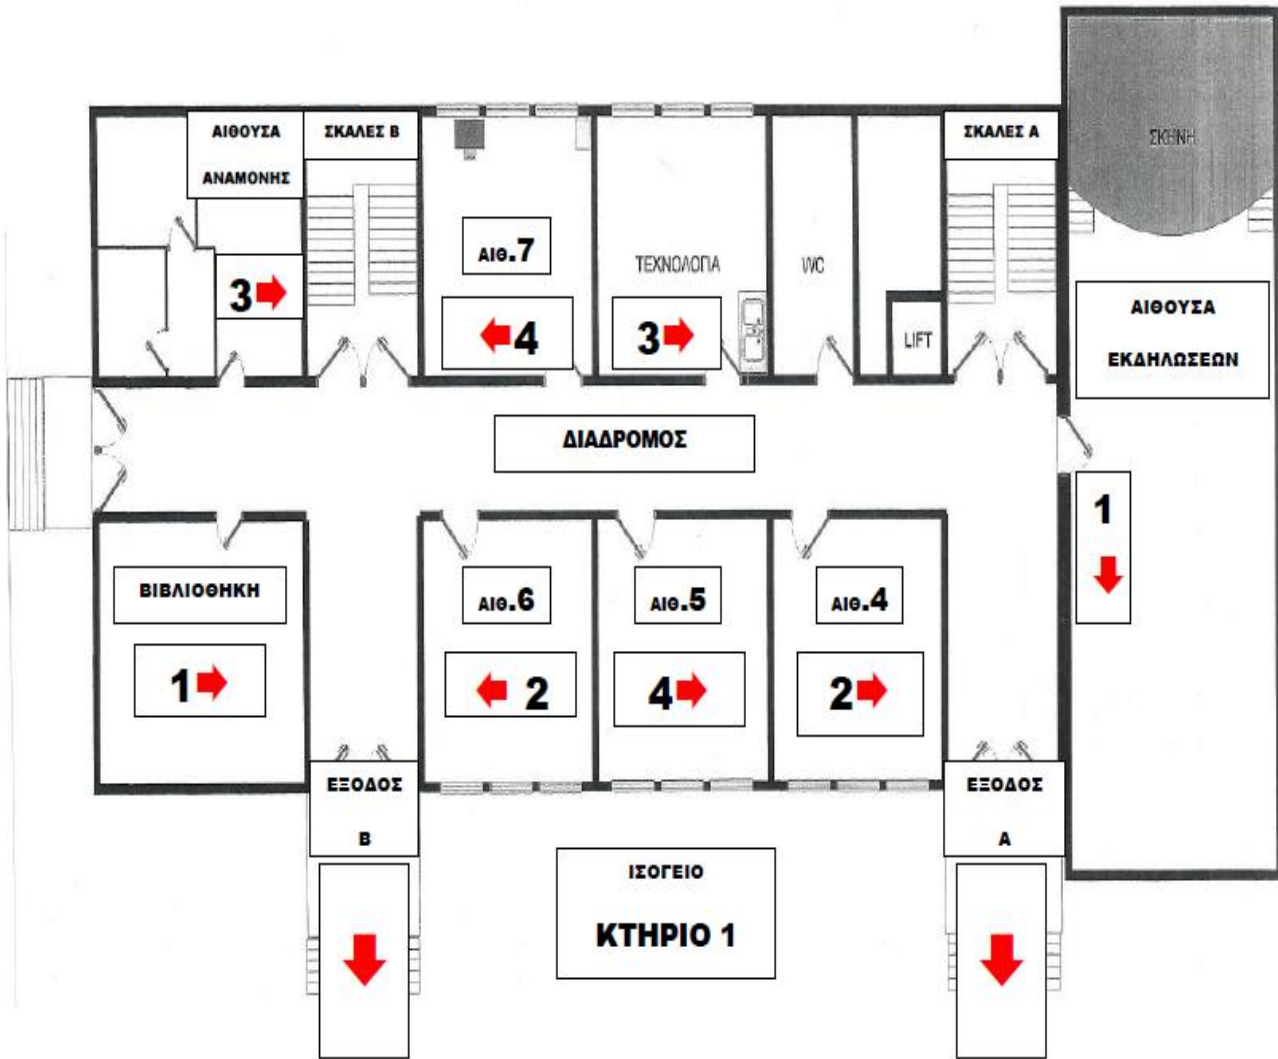 ΑΙΘΟΥΣΑ
ΑΝΑΜΟΝΗΣ
ΣΚΑΛΕΣ Β
ΣΚΑΛΕΣ Α
ΣΚΗΝΗ
ΑΙΘ.7
ΤΕΧΝΟΛΟΓΙΑ
WC
3
4
3
LIFT
ΑΙΘΟΥΣΑ
ΕΚΔΗΛΩΣΕΩΝ
ΔΙΑΔΡΟΜΟΣ
1
ΒΙΒΛΙΟΘΗΚΗ
ΑΙΘ.6
ΑΙΘ.5
ΑΙΘ.4
1
2
4
2
ΕΞΟΔΟΣ
Β
ΕΞΟΔΟΣ
Α
ΙΣΟΓΕΙΟ
ΚΤΗΡΙΟ 1